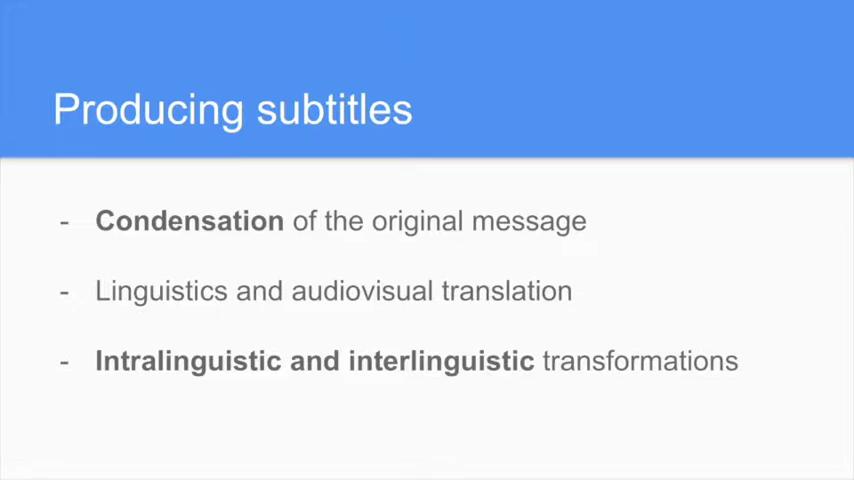 Producing subtitles
- Condensation of the original message
- Linguistics and audiovisual translation
- Intralinguistic and interlinguistic transformations